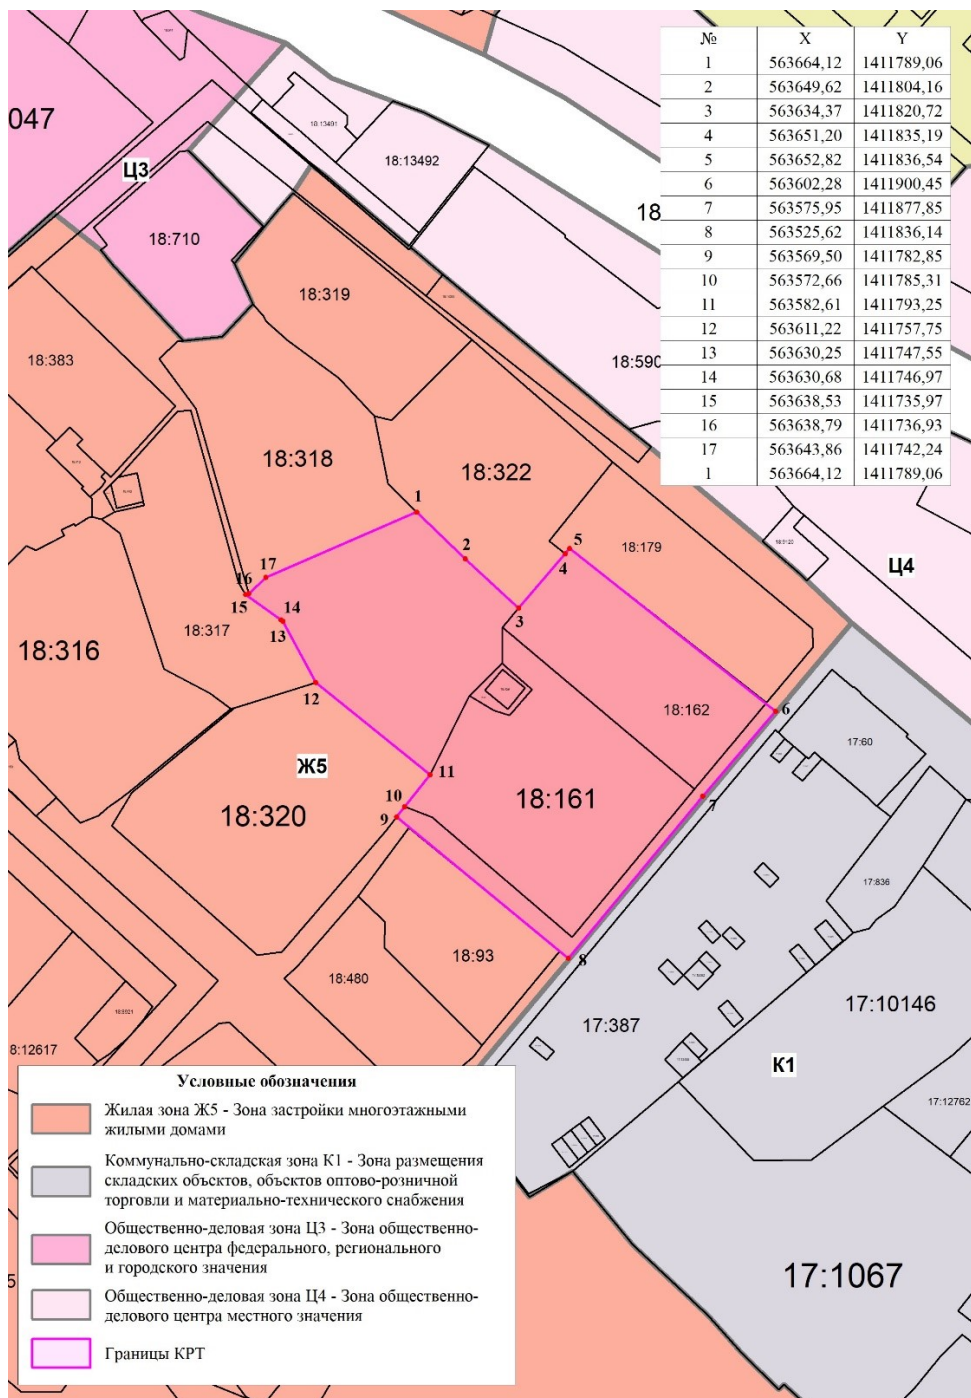 № X Y
1 563664,12 1411789,06
2 563649,62 1411804,16
3 563634,37 1411820,72
4 563651,20 1411835,19
5 563652,82 1411836,54
6 563602,28 1411900,45
7 563575,95 1411877,85
8 563525,62 1411836,14
9 563569,50 1411782,85
10 563572,66 1411785,31
11 563582,61 1411793,25
12 563611,22 1411757,75
13 563630,25 1411747,55
14 563630,68 1411746,97
15 563638,53 1411735,97
16 563638,79 1411736,93
17 563643,86 1411742,24
1 563664,12 1411789,06
047
18:13491
18:13492
Ц3
18
18:710
18:319
18:383
18:590
18:318
18:322
1
2
5
4
18:179
Ц4
17
16
15
14
13
3
18:317
18:316
12
18:162
6
17:60
Ж5
11
18:161
10
9
7
18:320
17:836
18:93
8
18:480
17:10146
17:387
8:12617
К1
17:12762
17:1067
5
Условные обозначения
Жилая зона Ж5 - Зона застройки многоэтажными
жилыми домами
Коммунально-складская зона К1 - Зона размещения
складских объектов, объектов оптово-розничной
торговли и материально-технического снабжения
Общественно-деловая зона Ц3 - Зона общественно-
делового центра федерального, регионального
и городского значения
Общественно-деловая зона Ц4 - Зона общественно-
делового центра местного значения
Границы КРТ